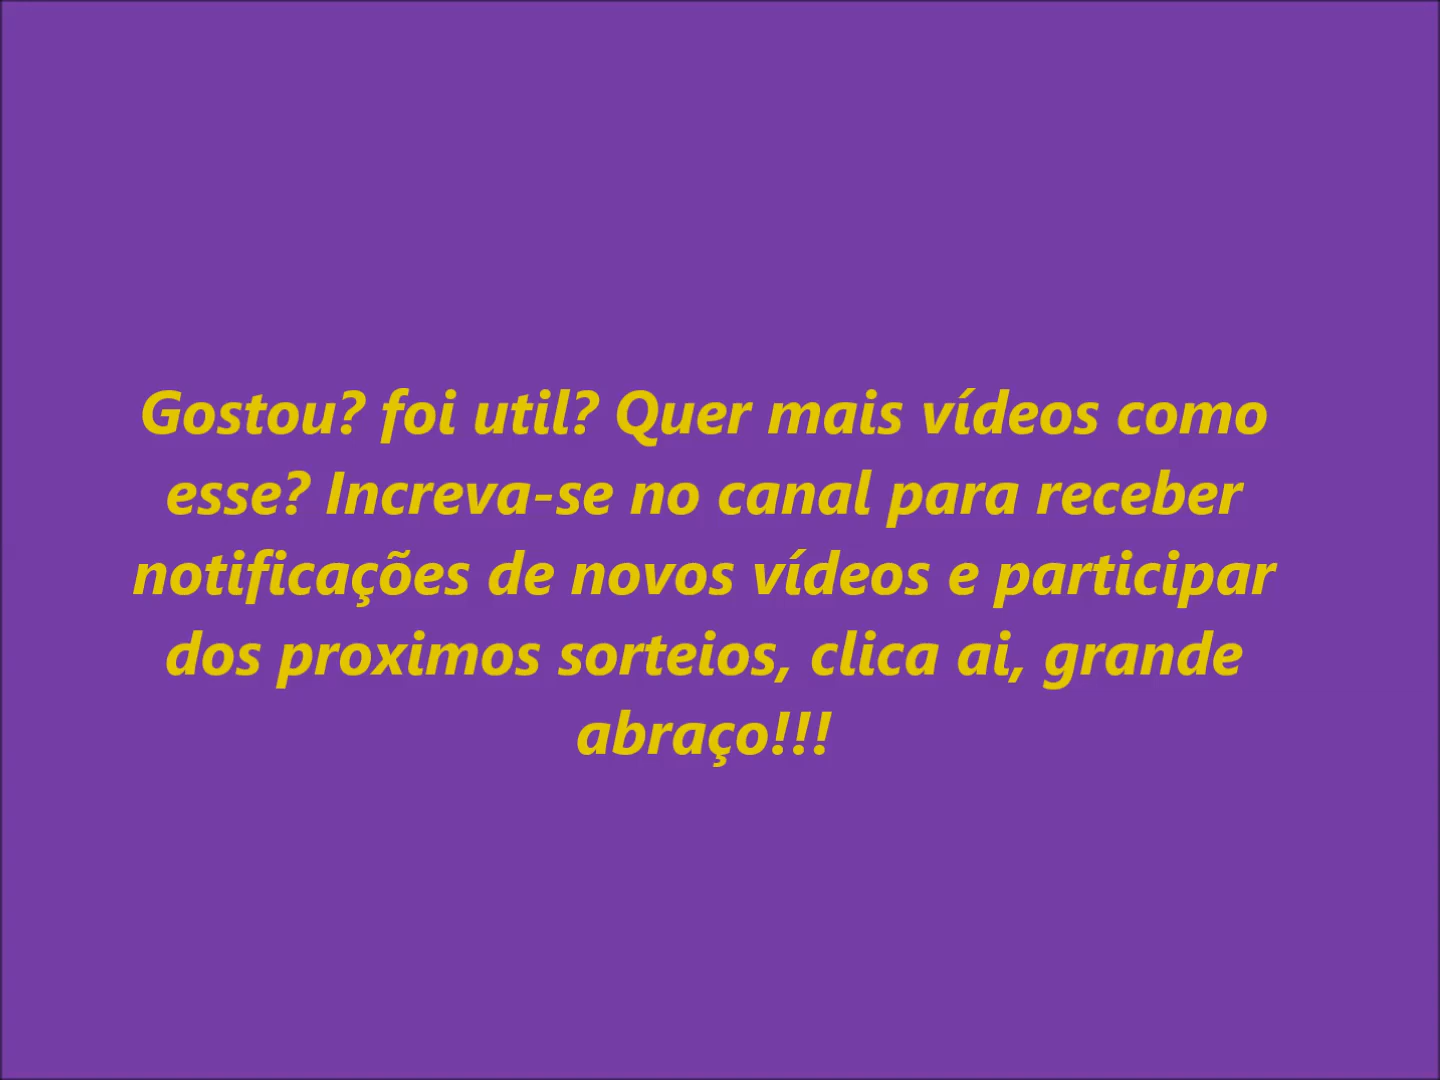 Gostou? foi util? Quer mais vídeos como
esse? Increva-se no canal para receber
notificações de novos vídeos e participar
dos proximos sorteios, clica ai, grande
abraço!!!